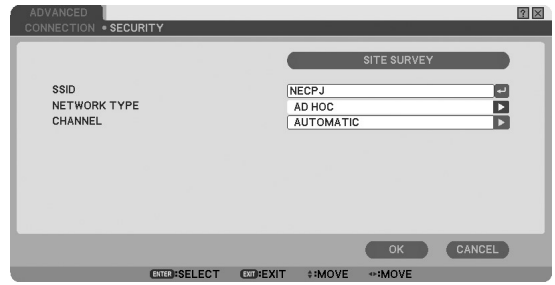 ADVANCED
CONNECTION • SECURITY
SITE SURVEY
SSID NECPJ
NETWORK TYPE AD HOC
CHANNEL AUTOMATIC
OK CANCEL
ENTER:SELECT EXIT:EXIT :MOVE :MOVE